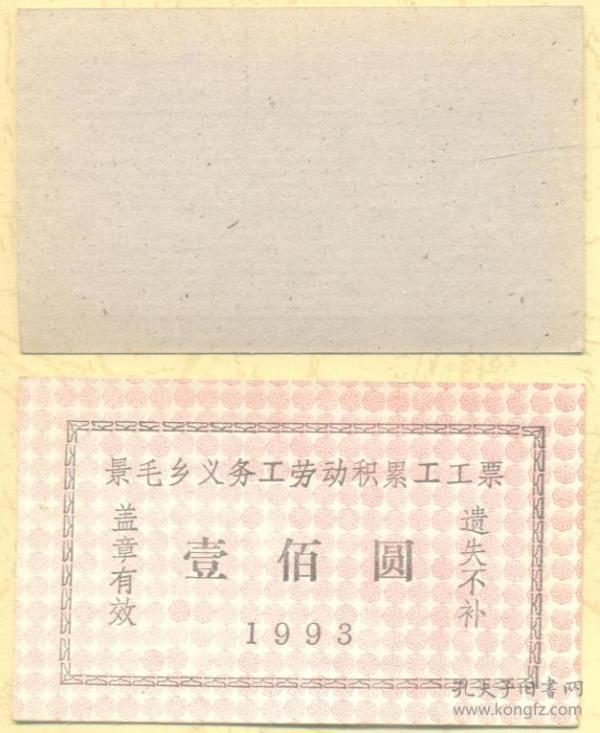 景毛乡义务工劳动积累工工票
盖章有效
壹佰圆
遗失不补
1993
孔夫子旧书网
www.kongfz.com